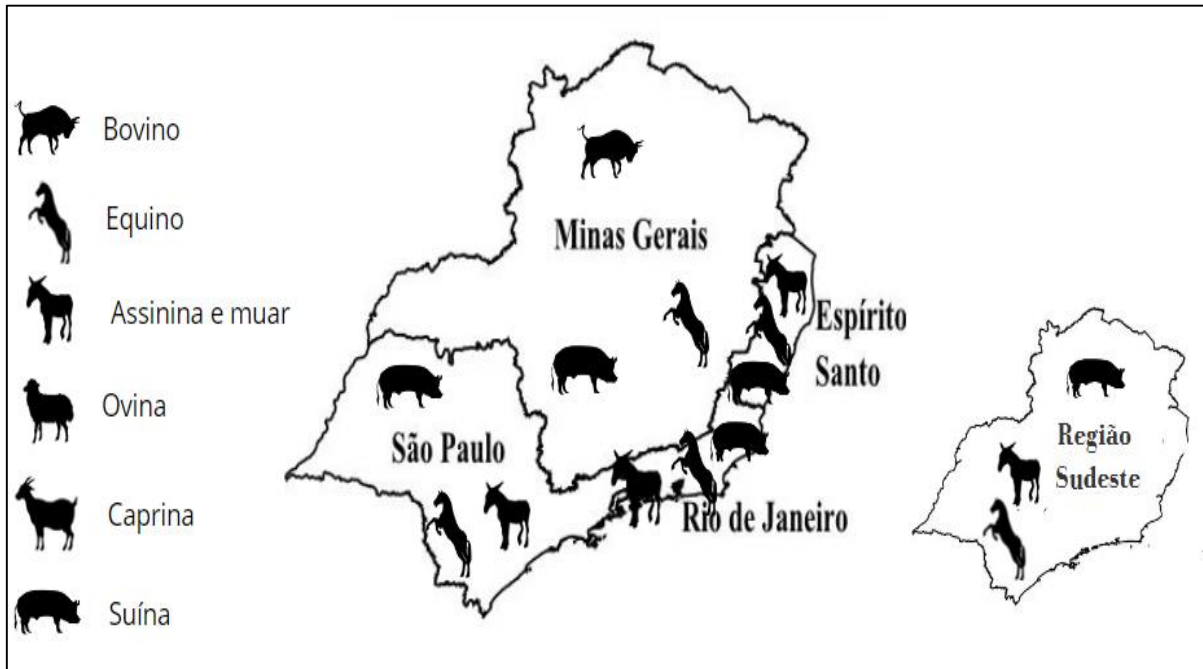 Bovino
Equino
Assinina e muar
Ovina
Caprina
Suína
Minas Gerais
Espírito
Santo
São Paulo
Rio de Janeiro
Região
Sudeste